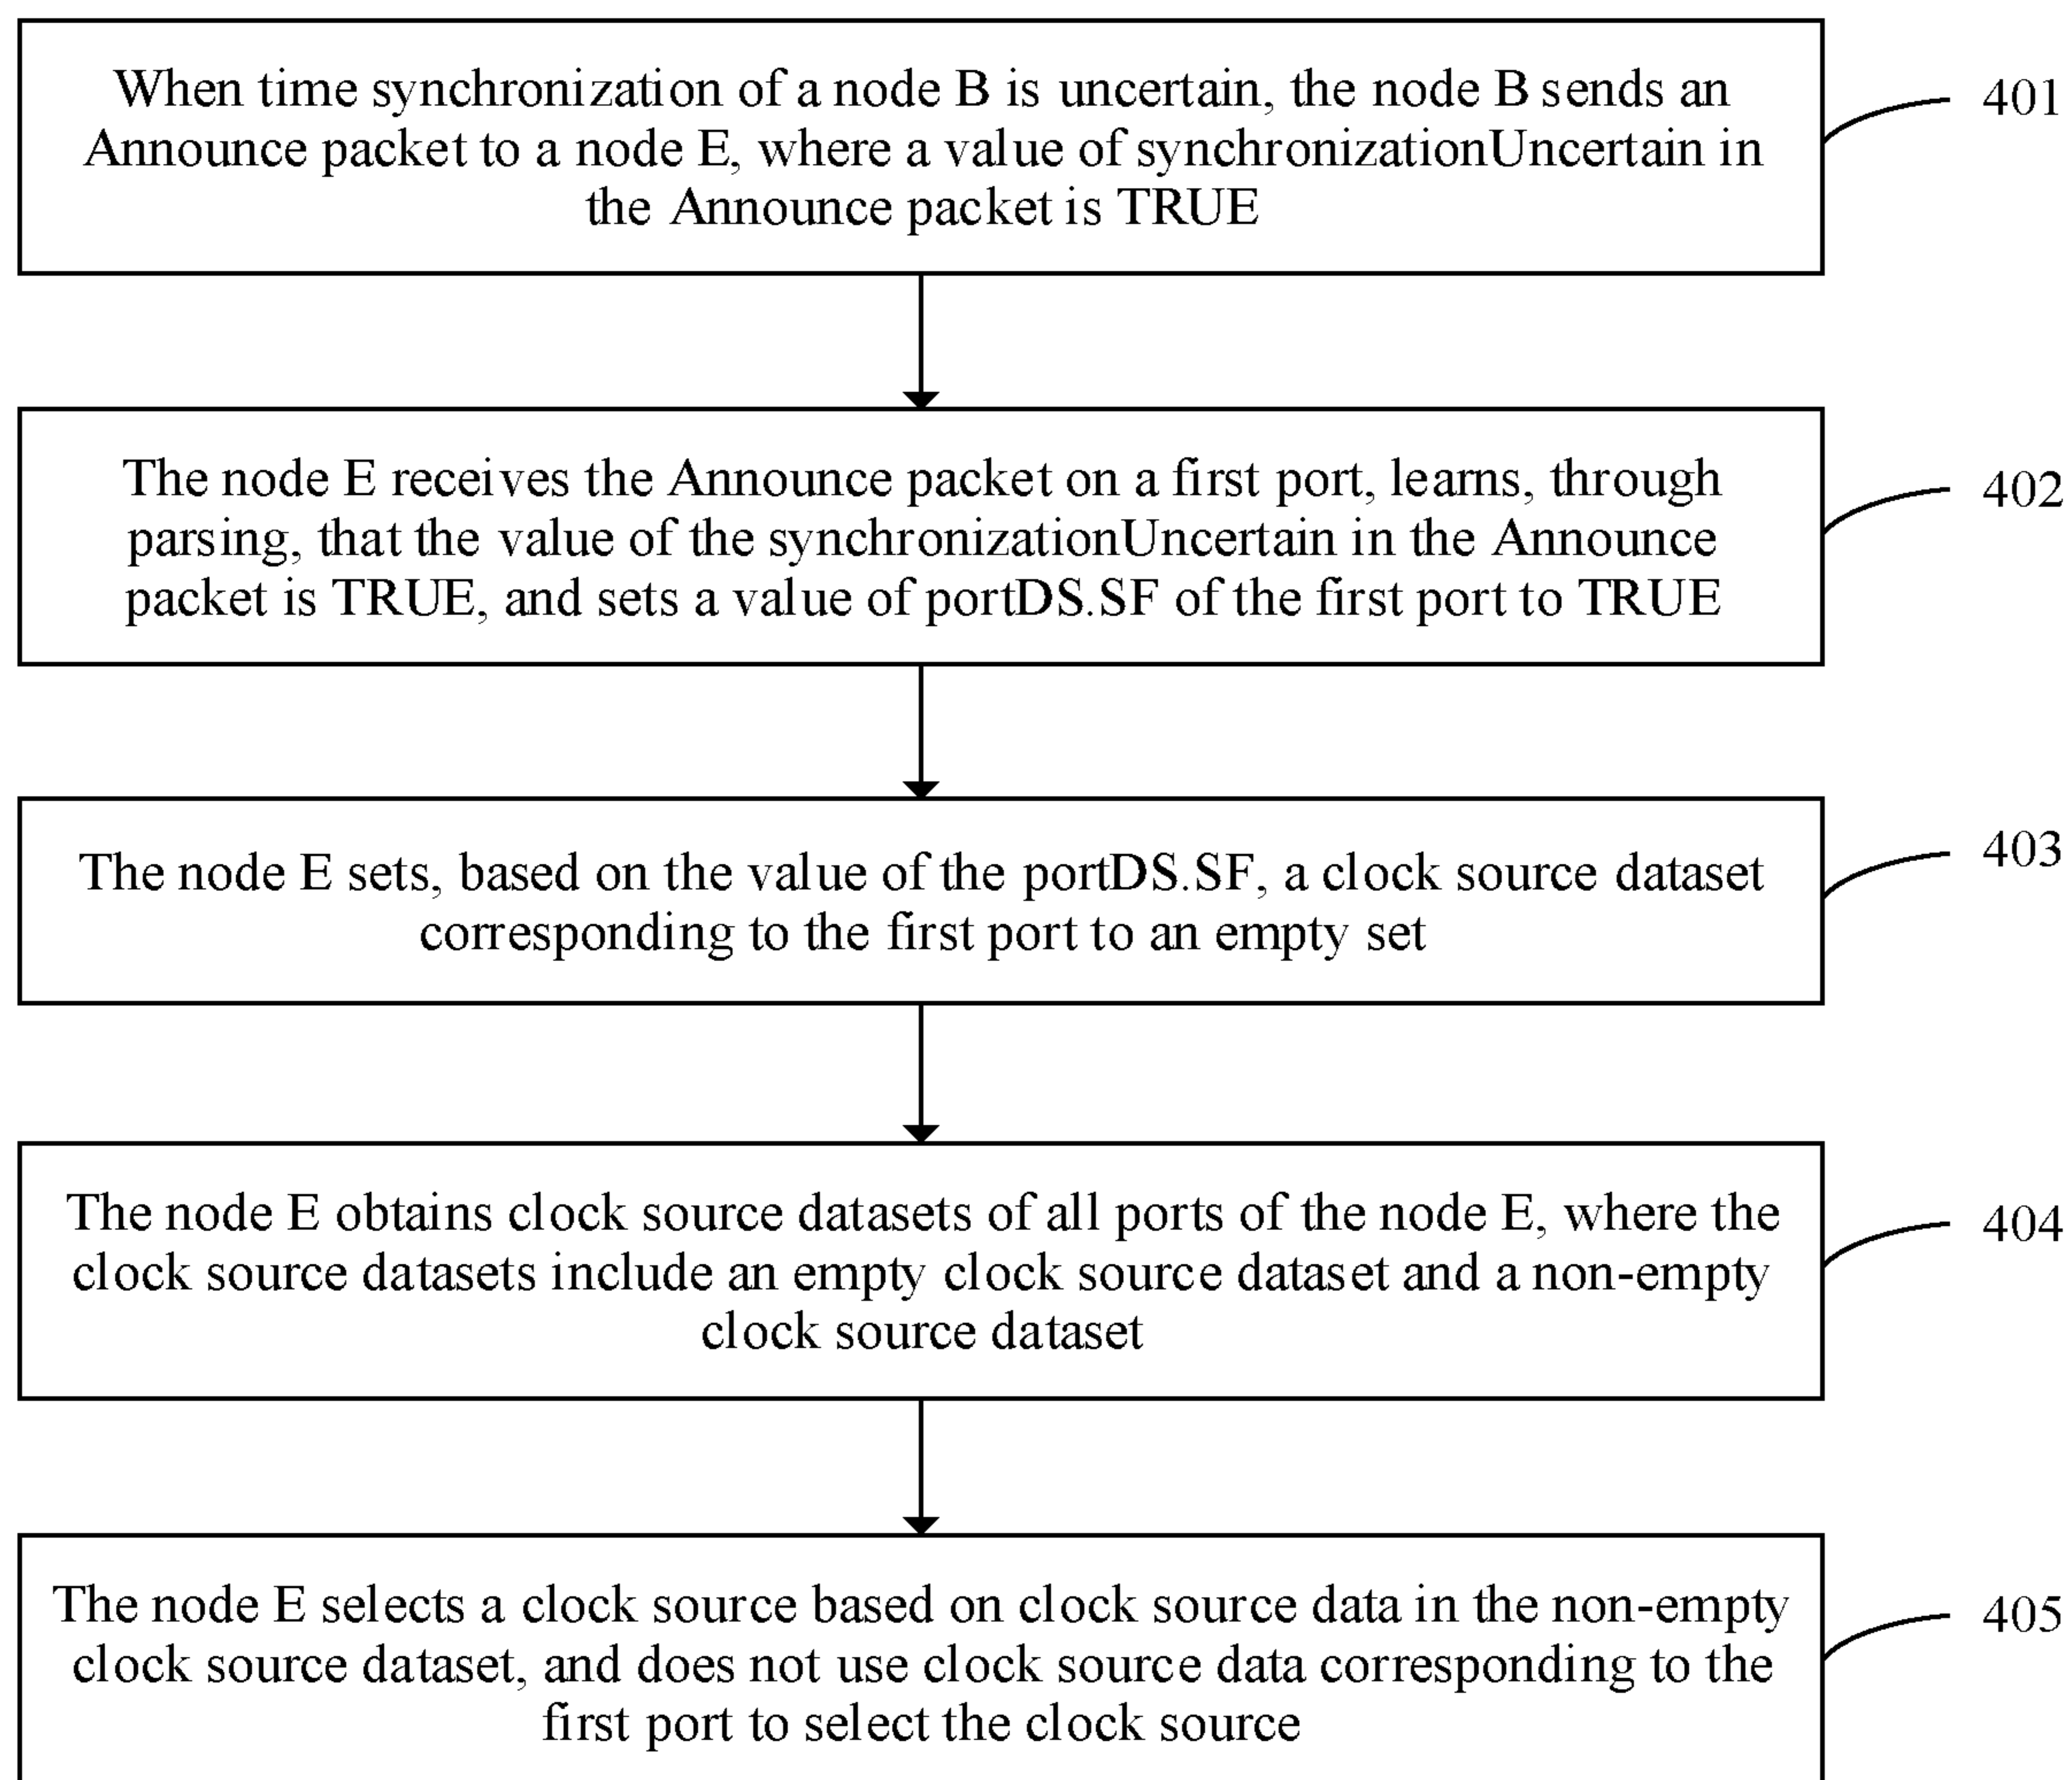 When time synchronization of a node B is uncertain, the node B sends an
Announce packet to a node E, where a value of synchronizationUncertain in
the Announce packet is TRUE
401
The node E receives the Announce packet on a first port, learns, through
parsing, that the value of the synchronizationUncertain in the Announce
packet is TRUE, and sets a value of portDS.SF of the first port to TRUE
402
The node E sets, based on the value of the portDS.SF, a clock source dataset
corresponding to the first port to an empty set
403
The node E obtains clock source datasets of all ports of the node E, where the
clock source datasets include an empty clock source dataset and a non-empty
clock source dataset
404
The node E selects a clock source based on clock source data in the non-empty
clock source dataset, and does not use clock source data corresponding to the
first port to select the clock source
405